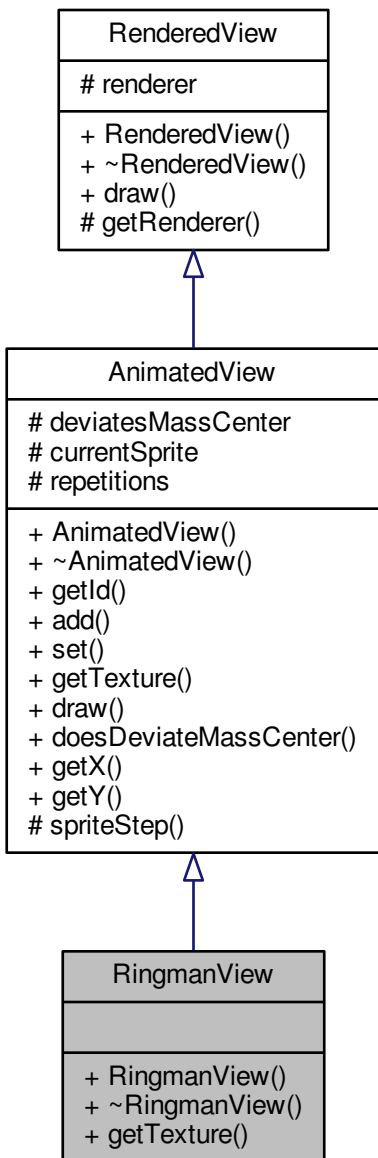 RenderedView
# renderer
+ RenderedView()
+ ~RenderedView()
+ draw()
# getRenderer()
AnimatedView
# deviatesMassCenter
# currentSprite
# repetitions
+ AnimatedView()
+ ~AnimatedView()
+ getId()
+ add()
+ set()
+ getTexture()
+ draw()
+ doesDeviateMassCenter()
+ getX()
+ getY()
# spriteStep()
RingmanView
+ RingmanView()
+ ~RingmanView()
+ getTexture()